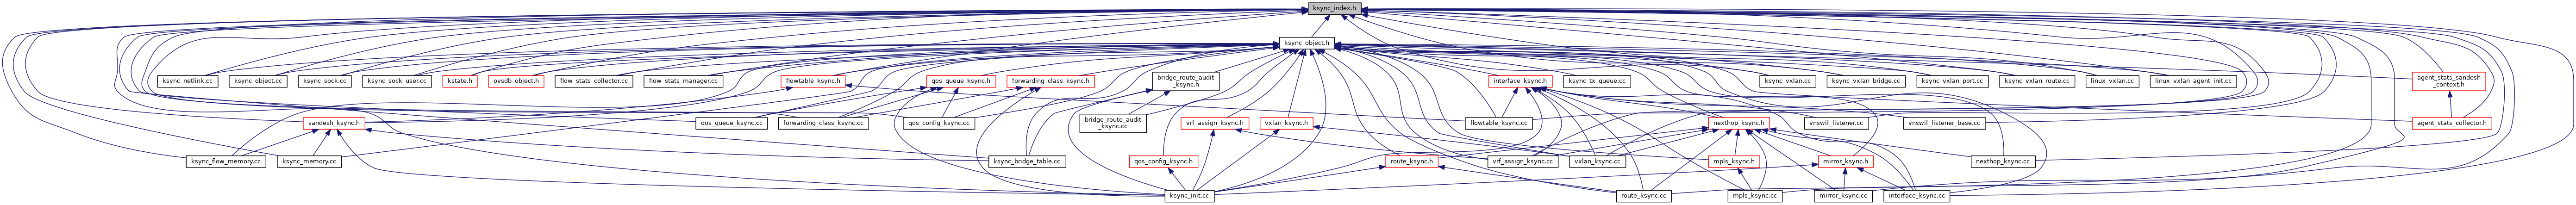 ksync_index.h
ksync_object.h
ksync_netlink.cc
ksync_object.cc
ksync_sock.cc
ksync_sock_user.cc
kstate.h
ovsdb_object.h
flow_stats_collector.cc
flow_stats_manager.cc
flowtable_ksync.h
qos_queue_ksync.h
forwarding_class_ksync.h
bridge_route_audit
_ksync.h
interface_ksync.h
ksync_tx_queue.cc
ksync_vxlan.cc
ksync_vxlan_bridge.cc
ksync_vxlan_port.cc
ksync_vxlan_route.cc
linux_vxlan.cc
linux_vxlan_agent_init.cc
agent_stats_sandesh
_context.h
sandesh_ksync.h
qos_queue_ksync.cc
forwarding_class_ksync.cc
qos_config_ksync.cc
bridge_route_audit
_ksync.cc
vrf_assign_ksync.h
vxlan_ksync.h
flowtable_ksync.cc
nexthop_ksync.h
vnswif_listener.cc
vnswif_listener_base.cc
agent_stats_collector.h
ksync_flow_memory.cc
ksync_memory.cc
ksync_bridge_table.cc
qos_config_ksync.h
route_ksync.h
vrf_assign_ksync.cc
vxlan_ksync.cc
mpls_ksync.h
mirror_ksync.h
nexthop_ksync.cc
ksync_init.cc
route_ksync.cc
mpls_ksync.cc
mirror_ksync.cc
interface_ksync.cc